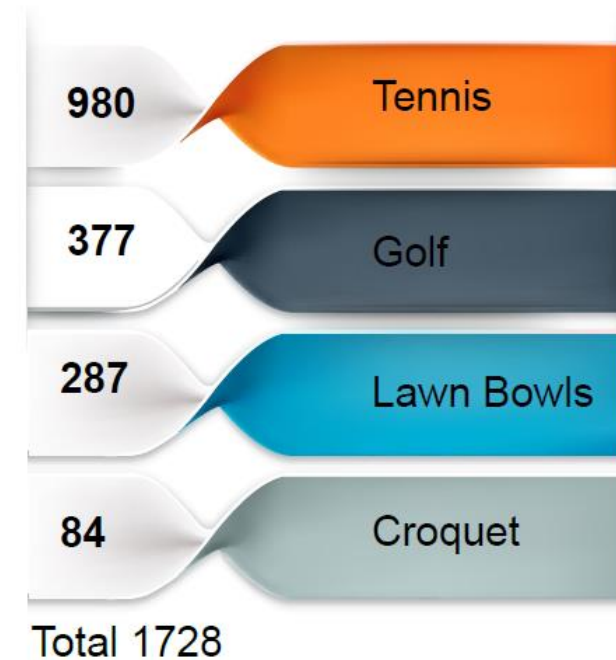 980 Tennis
377 Golf
287 Lawn Bowls
84 Croquet
Total 1728